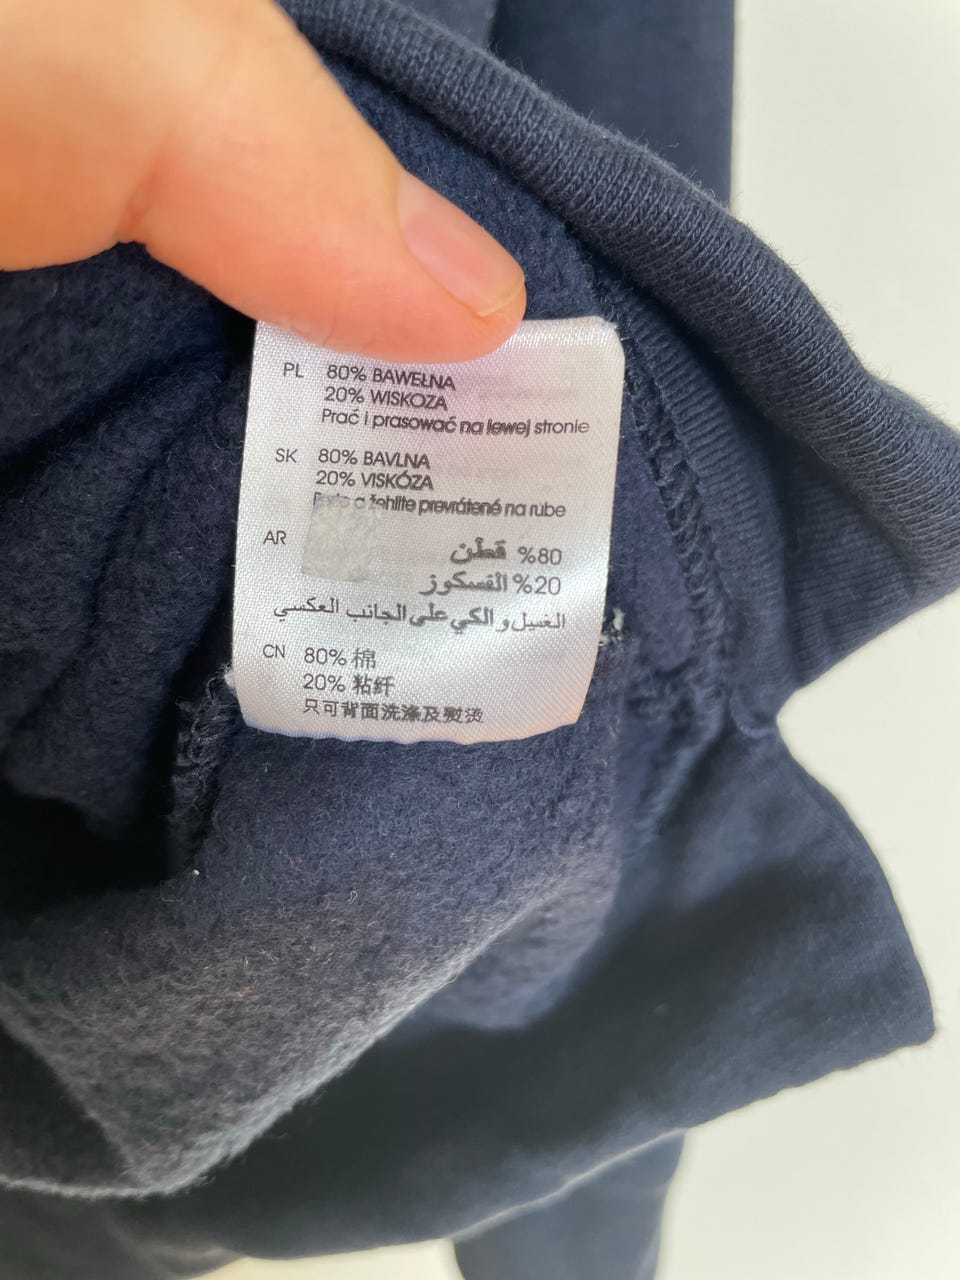 PL 80% BAWEŁNA
20% WISKOZA
Prać i prasować na lewej stronie
SK 80% BAVLNA
20% VISKÓZA
a žehlite prevrátené na rube
AR %80 قطن
%20 الفسكوز
الغسيل و الكي على الجانب العكسي
CN 80% 棉
20% 粘纤
只可背面洗涤及熨烫